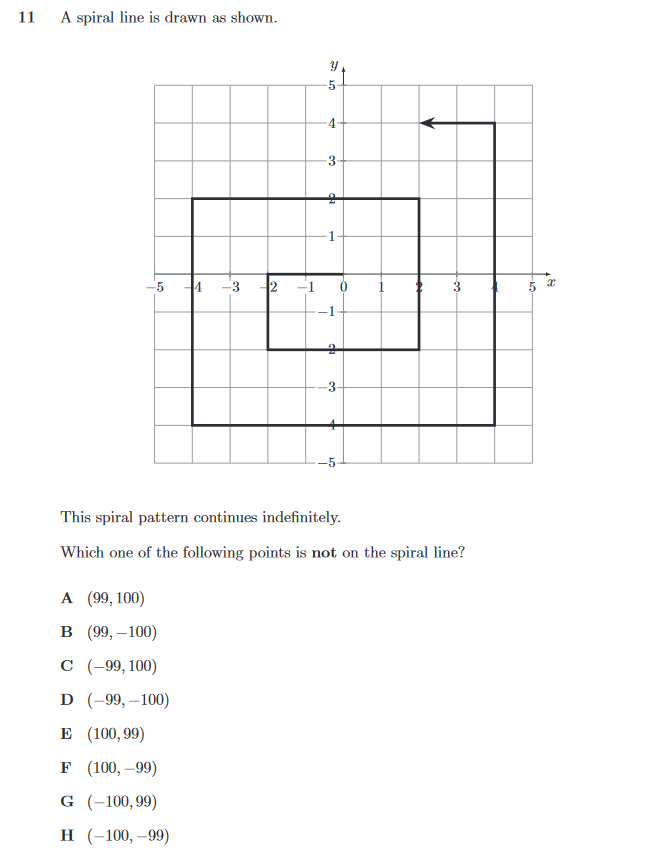 11 A spiral line is drawn as shown.
y
5
4
3
2
1
−5 −4 −3 −2 −1 0 1 2 3 4 5 x
−1
−2
−3
−4
−5
This spiral pattern continues indefinitely.
Which one of the following points is not on the spiral line?
A (99, 100)
B (99, −100)
C (−99, 100)
D (−99, −100)
E (100, 99)
F (100, −99)
G (−100, 99)
H (−100, −99)